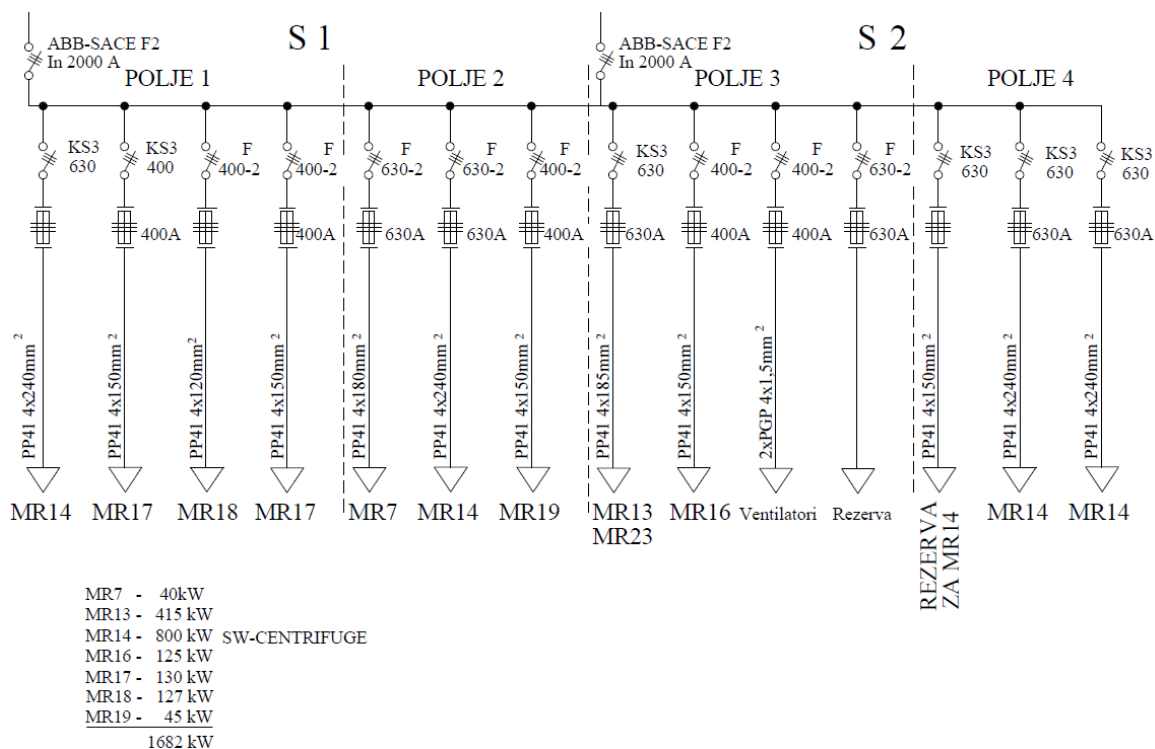 S 1
S 2
ABB-SACE F2
In 2000 A
ABB-SACE F2
In 2000 A
POLJE 1
POLJE 2
POLJE 3
POLJE 4
KS3
630
KS3
400
F
400-2
F
400-2
F
630-2
F
630-2
F
400-2
KS3
630
F
400-2
F
400-2
F
630-2
KS3
630
KS3
630
KS3
630
400A
400A
630A
630A
400A
630A
400A
400A
630A
630A
630A
PP41 4x240mm²
PP41 4x150mm²
PP41 4x120mm²
PP41 4x150mm²
PP41 4x180mm²
PP41 4x240mm²
PP41 4x150mm²
PP41 4x185mm²
PP41 4x150mm²
2xPGP 4x1,5mm²
PP41 4x150mm²
PP41 4x240mm²
PP41 4x240mm²
MR14
MR17
MR18
MR17
MR7
MR14
MR19
MR13
MR23
MR16
Ventilatori
Rezerva
REZERVA
ZA MR14
MR14
MR14
MR7 - 40kW
MR13 - 415 kW
MR14 - 800 kW SW-CENTRIFUGE
MR16 - 125 kW
MR17 - 130 kW
MR18 - 127 kW
MR19 - 45 kW
1682 kW